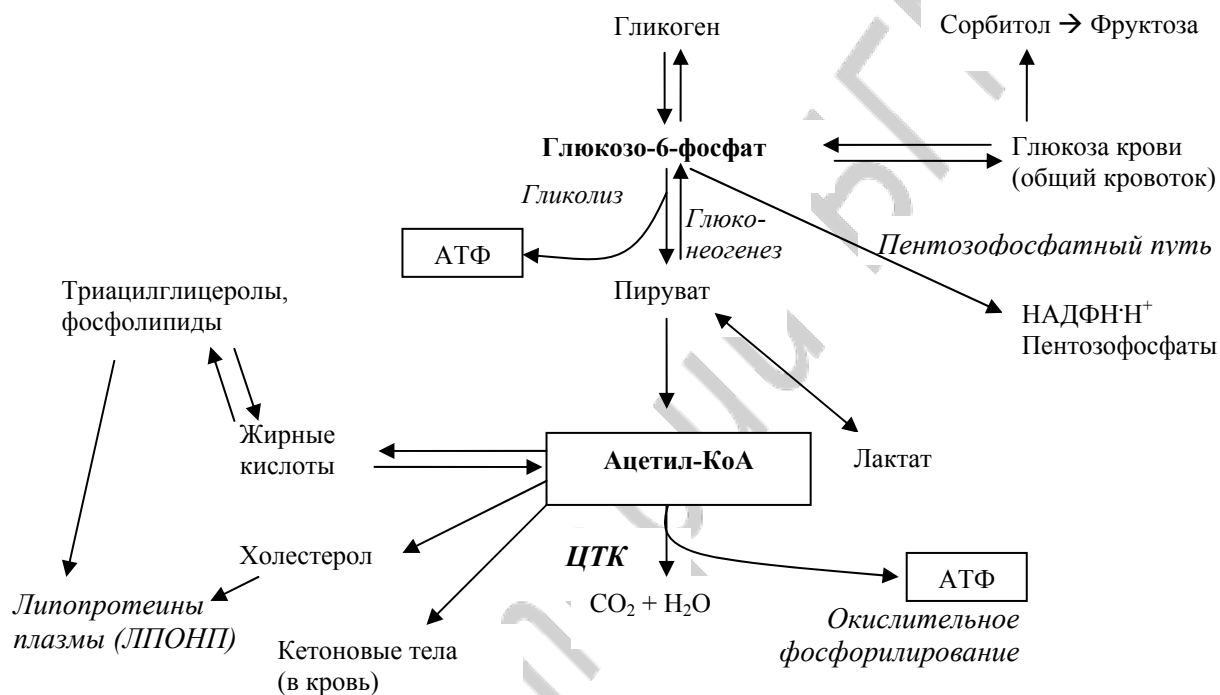 Гликоген
Сорбитол → Фруктоза
Глюкозо-6-фосфат
Глюкоза крови
(общий кровоток)
Гликолиз
Глюко-
неогенез
АТФ
Пентозофосфатный путь
Пируват
Триацилглицеролы,
фосфолипиды
НАДФН·Н⁺
Пентозофосфаты
Жирные
кислоты
Ацетил-КоА
Лактат
Холестерол
ЦТК
АТФ
Липопротеины
плазмы (ЛПОНП)
CO₂ + H₂O
Окислительное
фосфорилирование
Кетоновые тела
(в кровь)